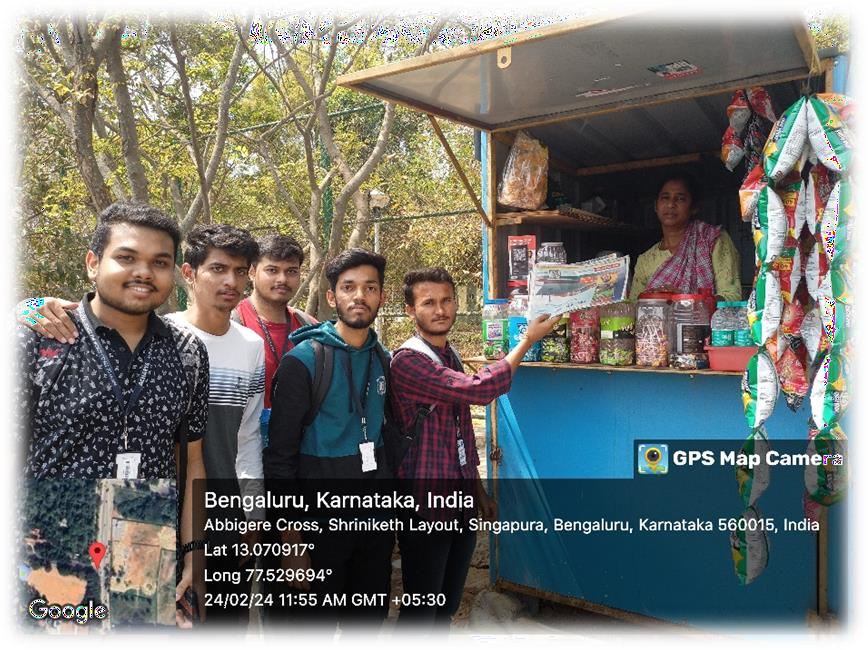 GPS Map Camera
Bengaluru, Karnataka, India
Abbigere Cross, Shriniketh Layout, Singapura, Bengaluru, Karnataka 560015, India
Lat 13.070917°
Long 77.529694°
24/02/24 11:55 AM GMT +05:30
Google